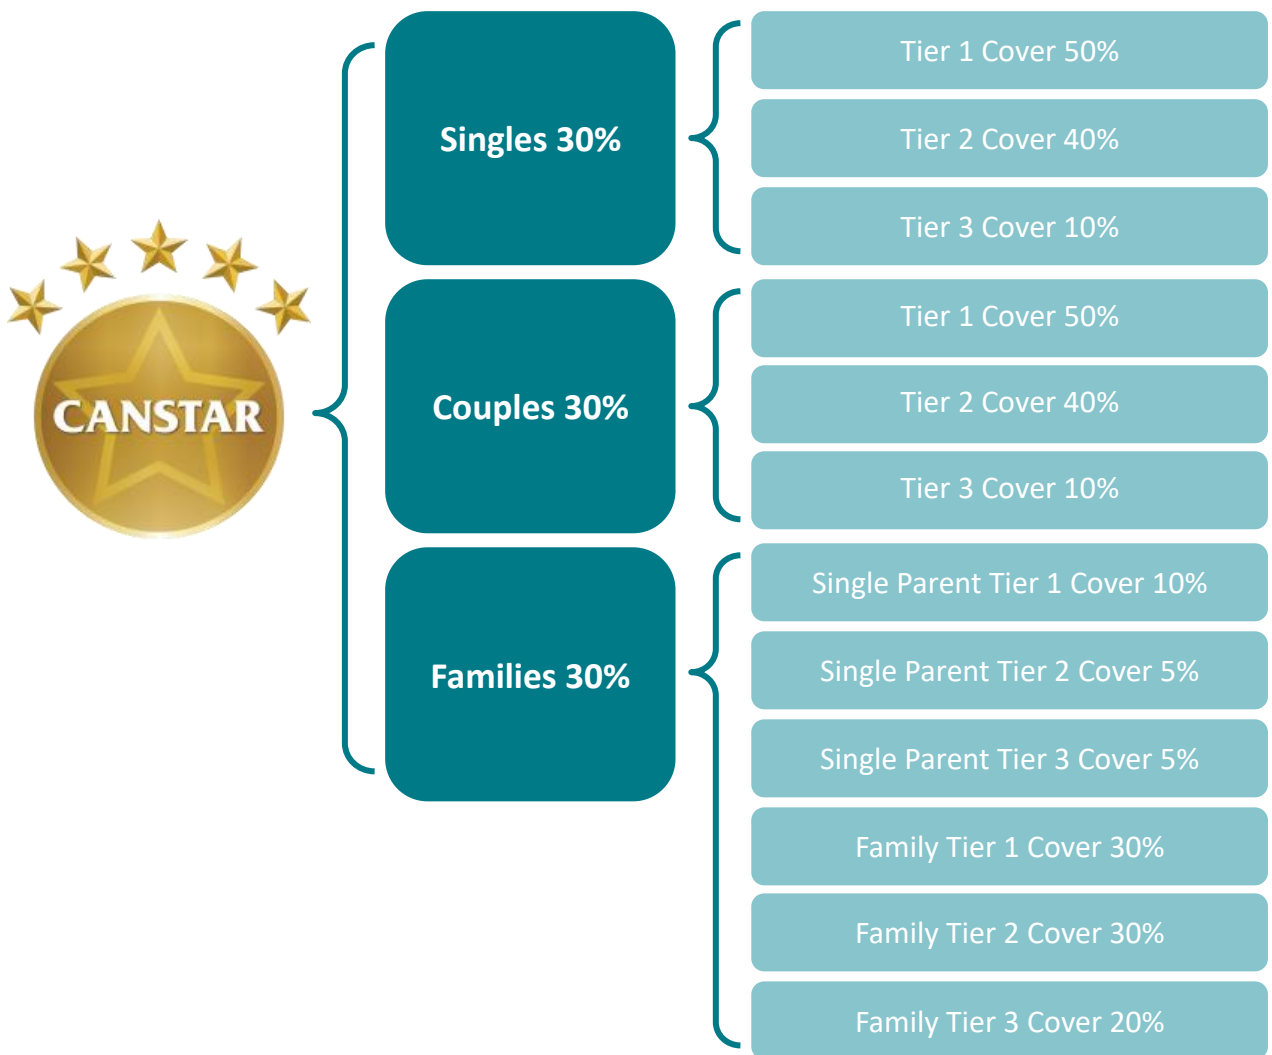 CANSTAR
Singles 30%
Tier 1 Cover 50%
Tier 2 Cover 40%
Tier 3 Cover 10%
Couples 30%
Tier 1 Cover 50%
Tier 2 Cover 40%
Tier 3 Cover 10%
Families 30%
Single Parent Tier 1 Cover 10%
Single Parent Tier 2 Cover 5%
Single Parent Tier 3 Cover 5%
Family Tier 1 Cover 30%
Family Tier 2 Cover 30%
Family Tier 3 Cover 20%